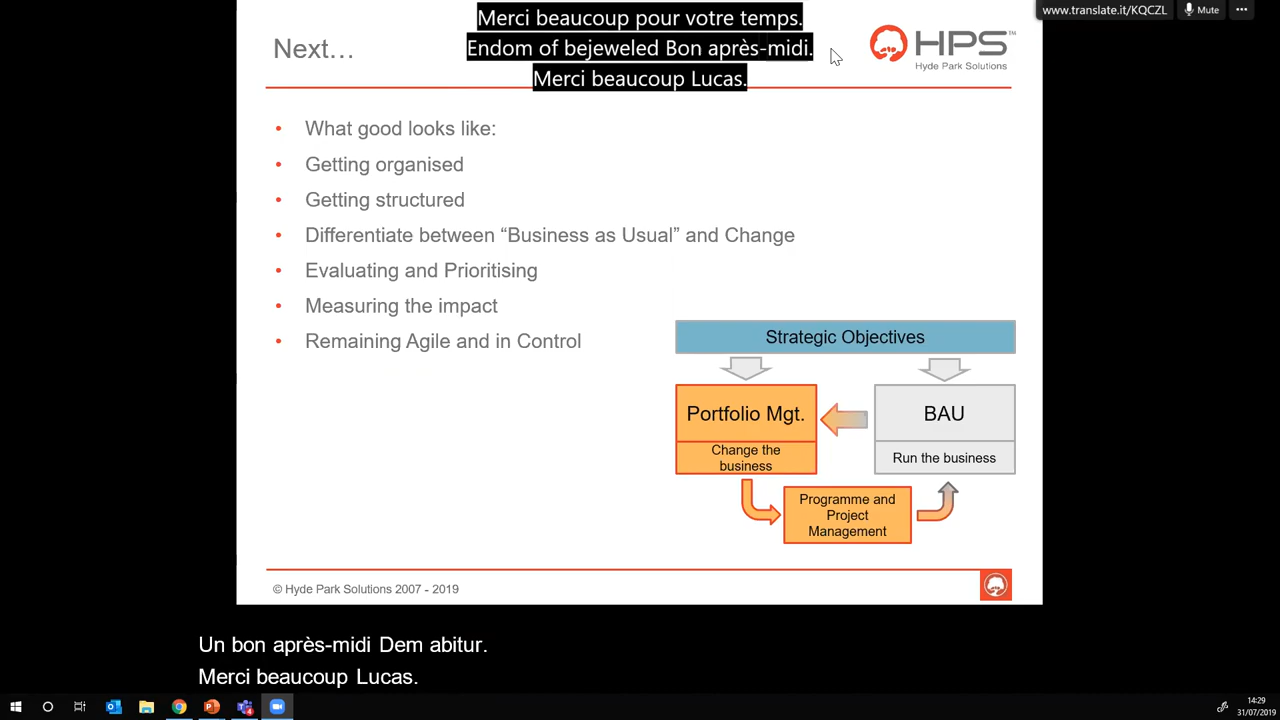 Merci beaucoup pour votre temps.
Endom of bejeweled Bon après-midi.
Merci beaucoup Lucas.
www.translate.it/KQCZL
Mute
Next…
HPS™
Hyde Park Solutions
• What good looks like:
• Getting organised
• Getting structured
• Differentiate between “Business as Usual” and Change
• Evaluating and Prioritising
• Measuring the impact
• Remaining Agile and in Control
Strategic Objectives
Portfolio Mgt.
Change the
business
BAU
Run the business
Programme and
Project
Management
© Hyde Park Solutions 2007 - 2019
Un bon après-midi Dem abitur.
Merci beaucoup Lucas.
14:29
31/07/2019